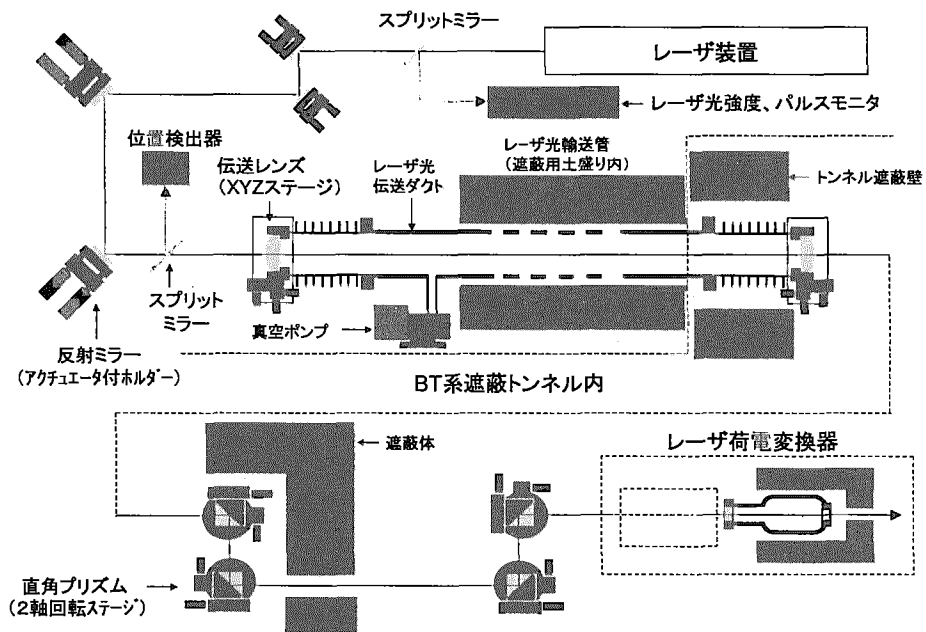 スプリットミラー
レーザ装置
レーザ光強度、パルスモニタ
位置検出器
伝送レンズ
(XYZステージ)
レーザ光
伝送ダクト
レーザ光輸送管
(遮蔽用土盛り内)
トンネル遮蔽壁
スプリット
ミラー
真空ポンプ
反射ミラー
(アクチュエータ付ホルダー)
BT系遮蔽トンネル内
遮蔽体
レーザ荷電変換器
直角プリズム
(2軸回転ステージ)